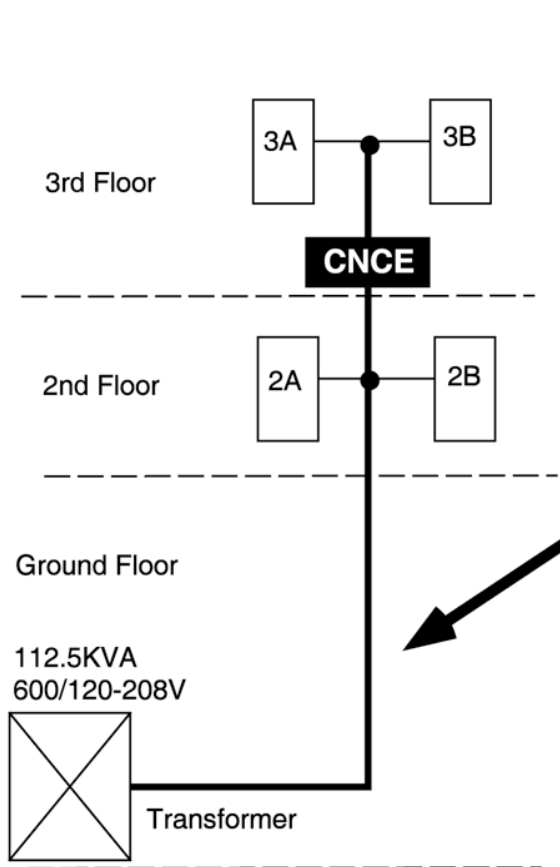 3A
3B
3rd Floor
CNCE
2A
2B
2nd Floor
Ground Floor
112.5KVA
600/120-208V
Transformer